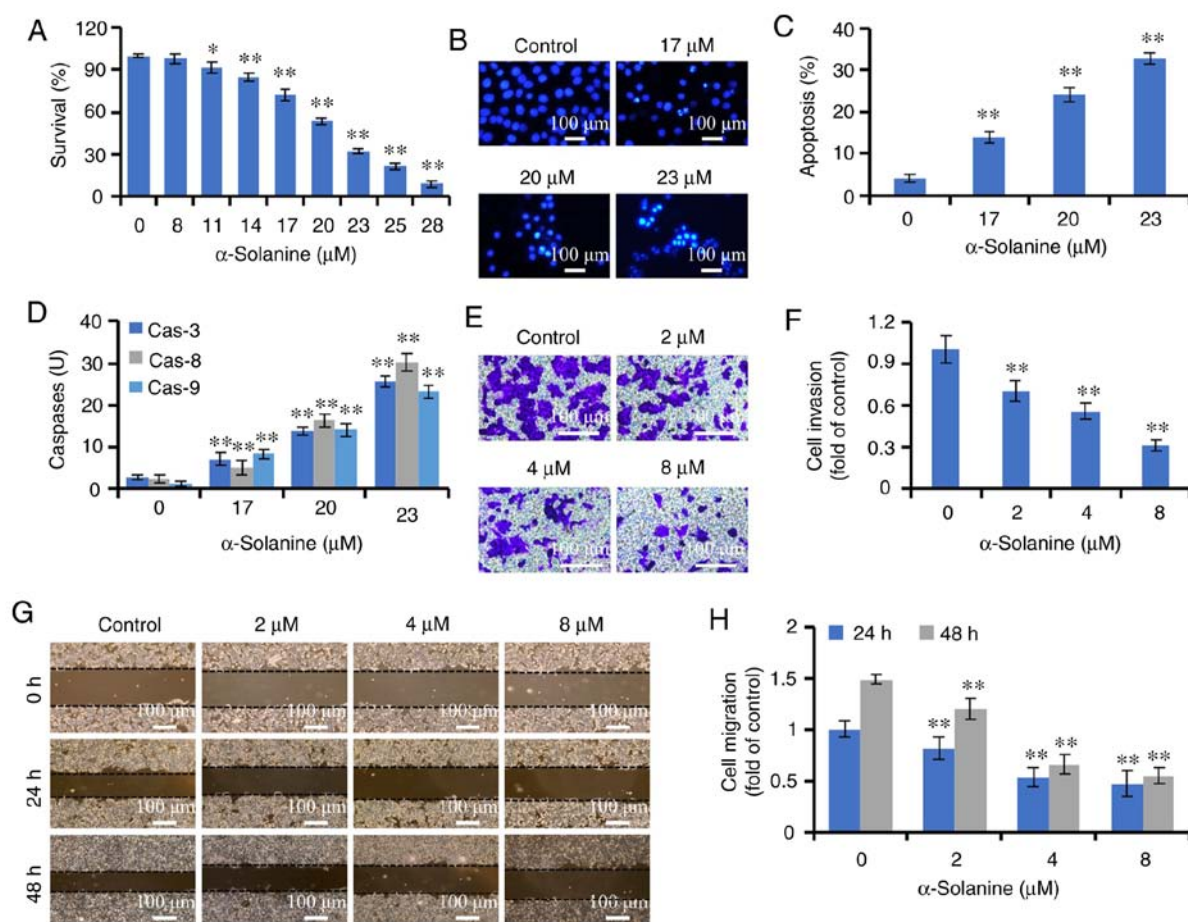 A
Survival (%)
120
90
60
30
0
* ** ** ** ** ** **
0 8 11 14 17 20 23 25 28
α-Solanine (μM)
B
Control 17 μM
100 μm 100 μm
20 μM 23 μM
100 μm 100 μm
C
Apoptosis (%)
40
30
20
10
0
** ** **
0 17 20 23
α-Solanine (μM)
D
Caspases (U)
40
30
20
10
0
Cas-3
Cas-8
Cas-9
** ** ** ** ** ** ** ** **
0 17 20 23
α-Solanine (μM)
E
Control 2 μM
100 μm 100 μm
4 μM 8 μM
100 μm 100 μm
F
Cell invasion
(fold of control)
1.2
0.9
0.6
0.3
0
** ** **
0 2 4 8
α-Solanine (μM)
G
Control 2 μM 4 μM 8 μM
0 h
100 μm 100 μm 100 μm 100 μm
24 h
100 μm 100 μm 100 μm 100 μm
48 h
100 μm 100 μm 100 μm 100 μm
H
24 h 48 h
Cell migration
(fold of control)
2
1.5
1
0.5
0
** ** ** ** ** **
0 2 4 8
α-Solanine (μM)